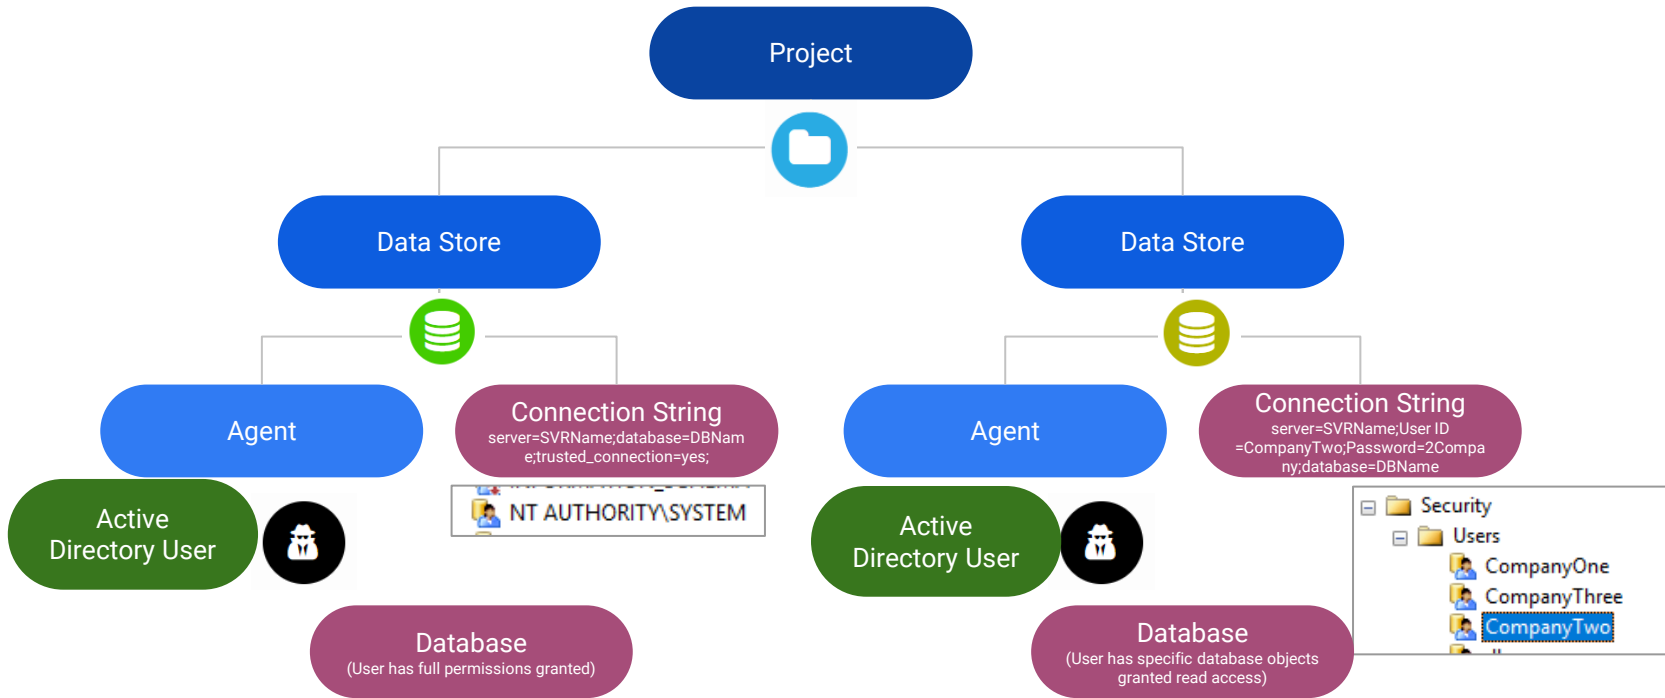 Project
Data Store
Data Store
Agent
Connection String
server=SVRName;database=DBNam
e;trusted_connection=yes;
Agent
Connection String
server=SVRName;User ID
=CompanyTwo;Password=2Compa
ny;database=DBName
Active
Directory User
NT AUTHORITY\SYSTEM
Active
Directory User
Security
Users
CompanyOne
CompanyThree
CompanyTwo
Database
(User has full permissions granted)
Database
(User has specific database objects
granted read access)